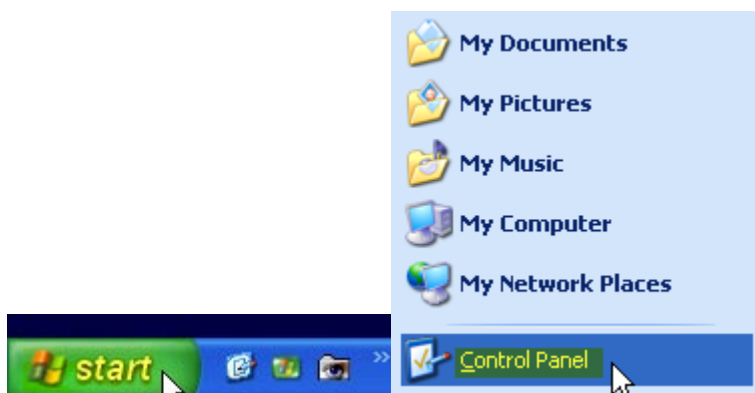 My Documents
My Pictures
My Music
My Computer
My Network Places
start
Control Panel